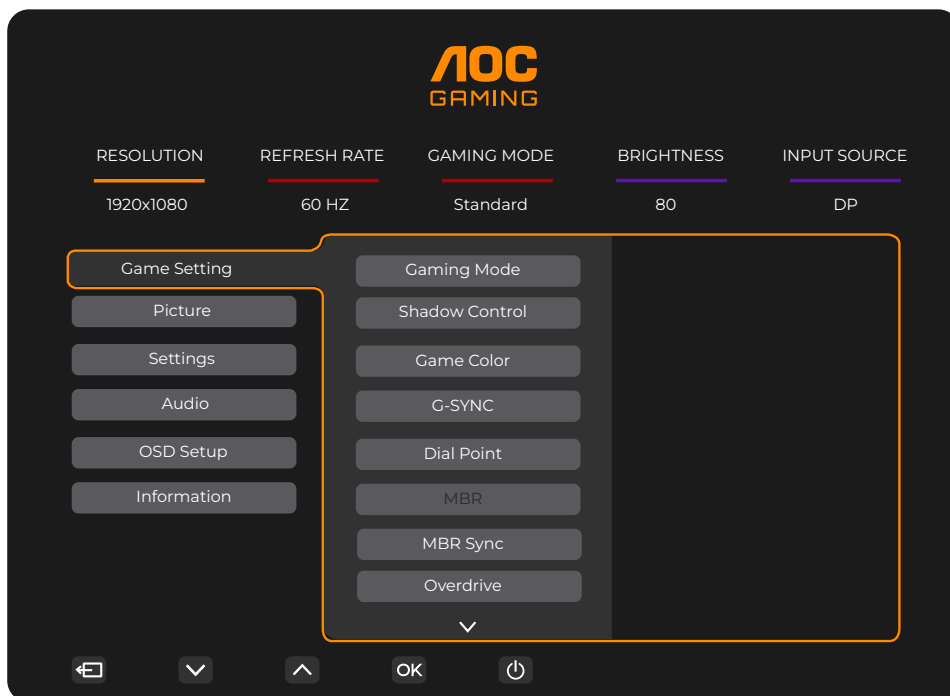 AOC
GAMING
RESOLUTION REFRESH RATE GAMING MODE BRIGHTNESS INPUT SOURCE
1920x1080 60 HZ Standard 80 DP
Game Setting
Picture
Settings
Audio
OSD Setup
Information
Gaming Mode
Shadow Control
Game Color
G-SYNC
Dial Point
MBR
MBR Sync
Overdrive
OK